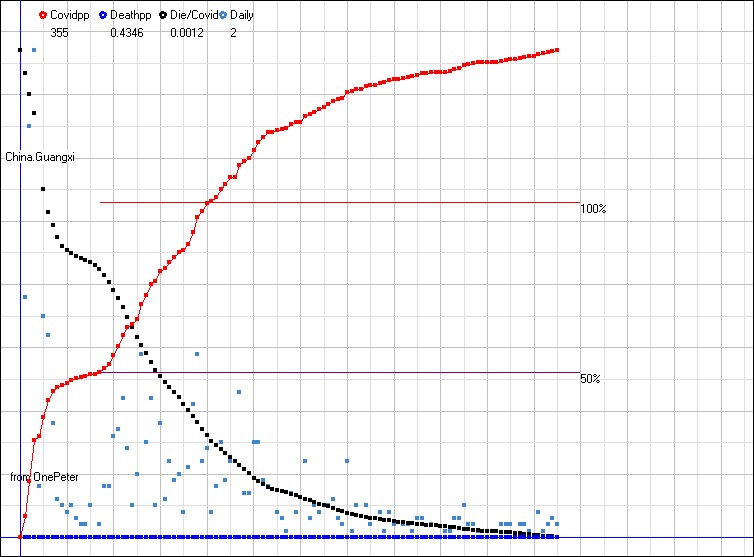 Covidpp Deathpp Die/Covid Daily
355 0.4346 0.0012 2
China.Guangxi
100%
50%
from OnePeter